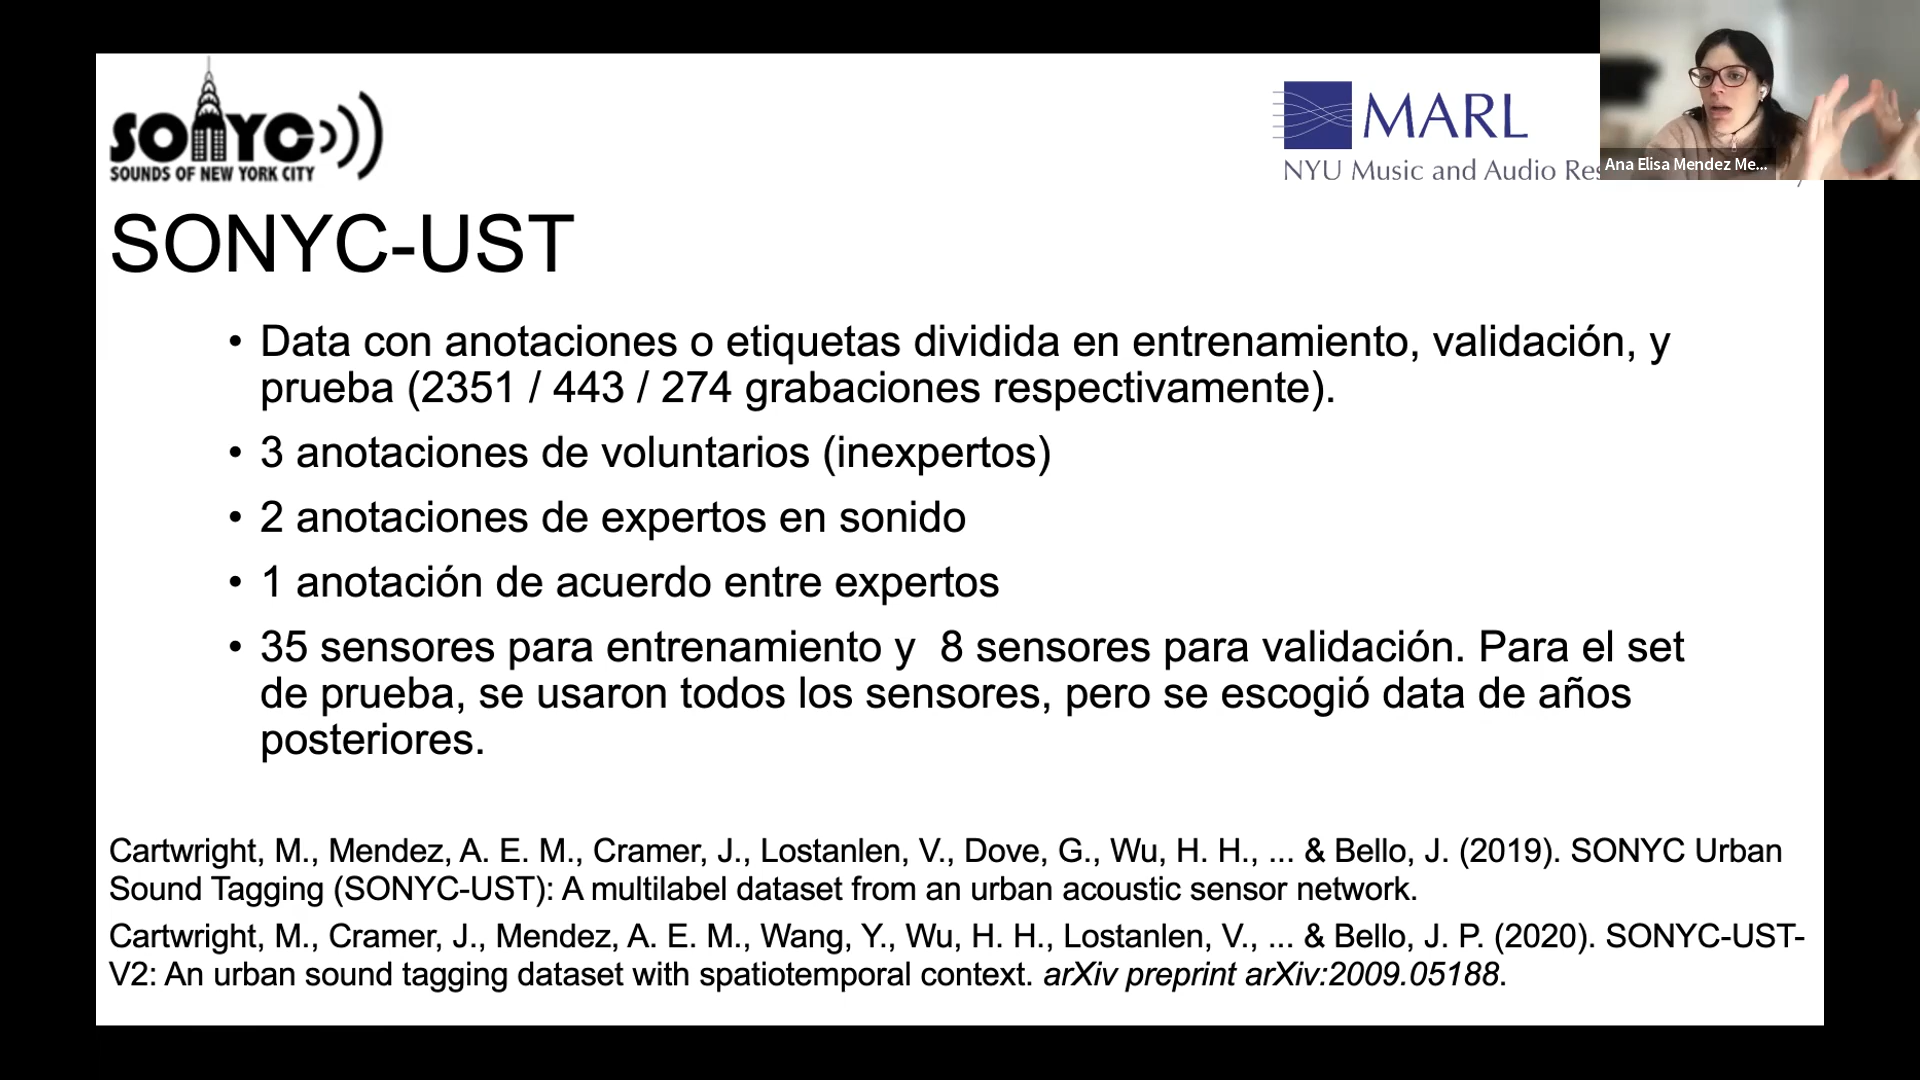 SONYC
SOUNDS OF NEW YORK CITY
MARL
NYU Music and Audio
Ana Elisa Mendez Me...
SONYC-UST
• Data con anotaciones o etiquetas dividida en entrenamiento, validación, y
prueba (2351 / 443 / 274 grabaciones respectivamente).
• 3 anotaciones de voluntarios (inexpertos)
• 2 anotaciones de expertos en sonido
• 1 anotación de acuerdo entre expertos
• 35 sensores para entrenamiento y  8 sensores para validación. Para el set
de prueba, se usaron todos los sensores, pero se escogió data de años
posteriores.
Cartwright, M., Mendez, A. E. M., Cramer, J., Lostanlen, V., Dove, G., Wu, H. H., ... & Bello, J. (2019). SONYC Urban
Sound Tagging (SONYC-UST): A multilabel dataset from an urban acoustic sensor network.
Cartwright, M., Cramer, J., Mendez, A. E. M., Wang, Y., Wu, H. H., Lostanlen, V., ... & Bello, J. P. (2020). SONYC-UST-
V2: An urban sound tagging dataset with spatiotemporal context. arXiv preprint arXiv:2009.05188.